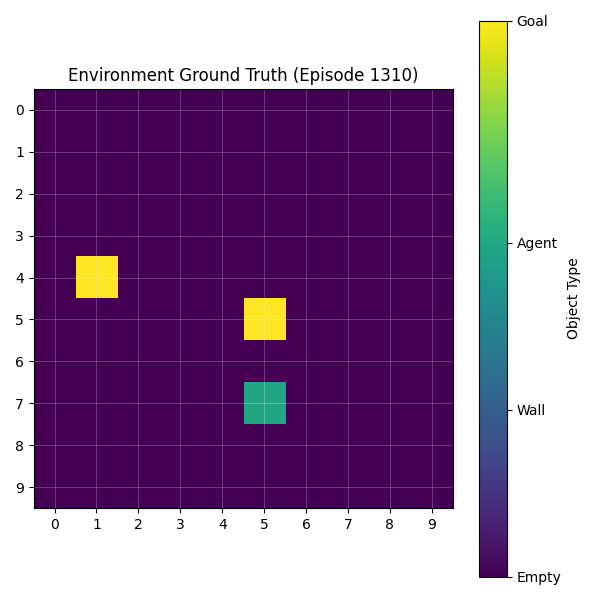 Environment Ground Truth (Episode 1310)
0
1
2
3
4
5
6
7
8
9
0 1 2 3 4 5 6 7 8 9
Goal
Agent
Wall
Empty
Object Type